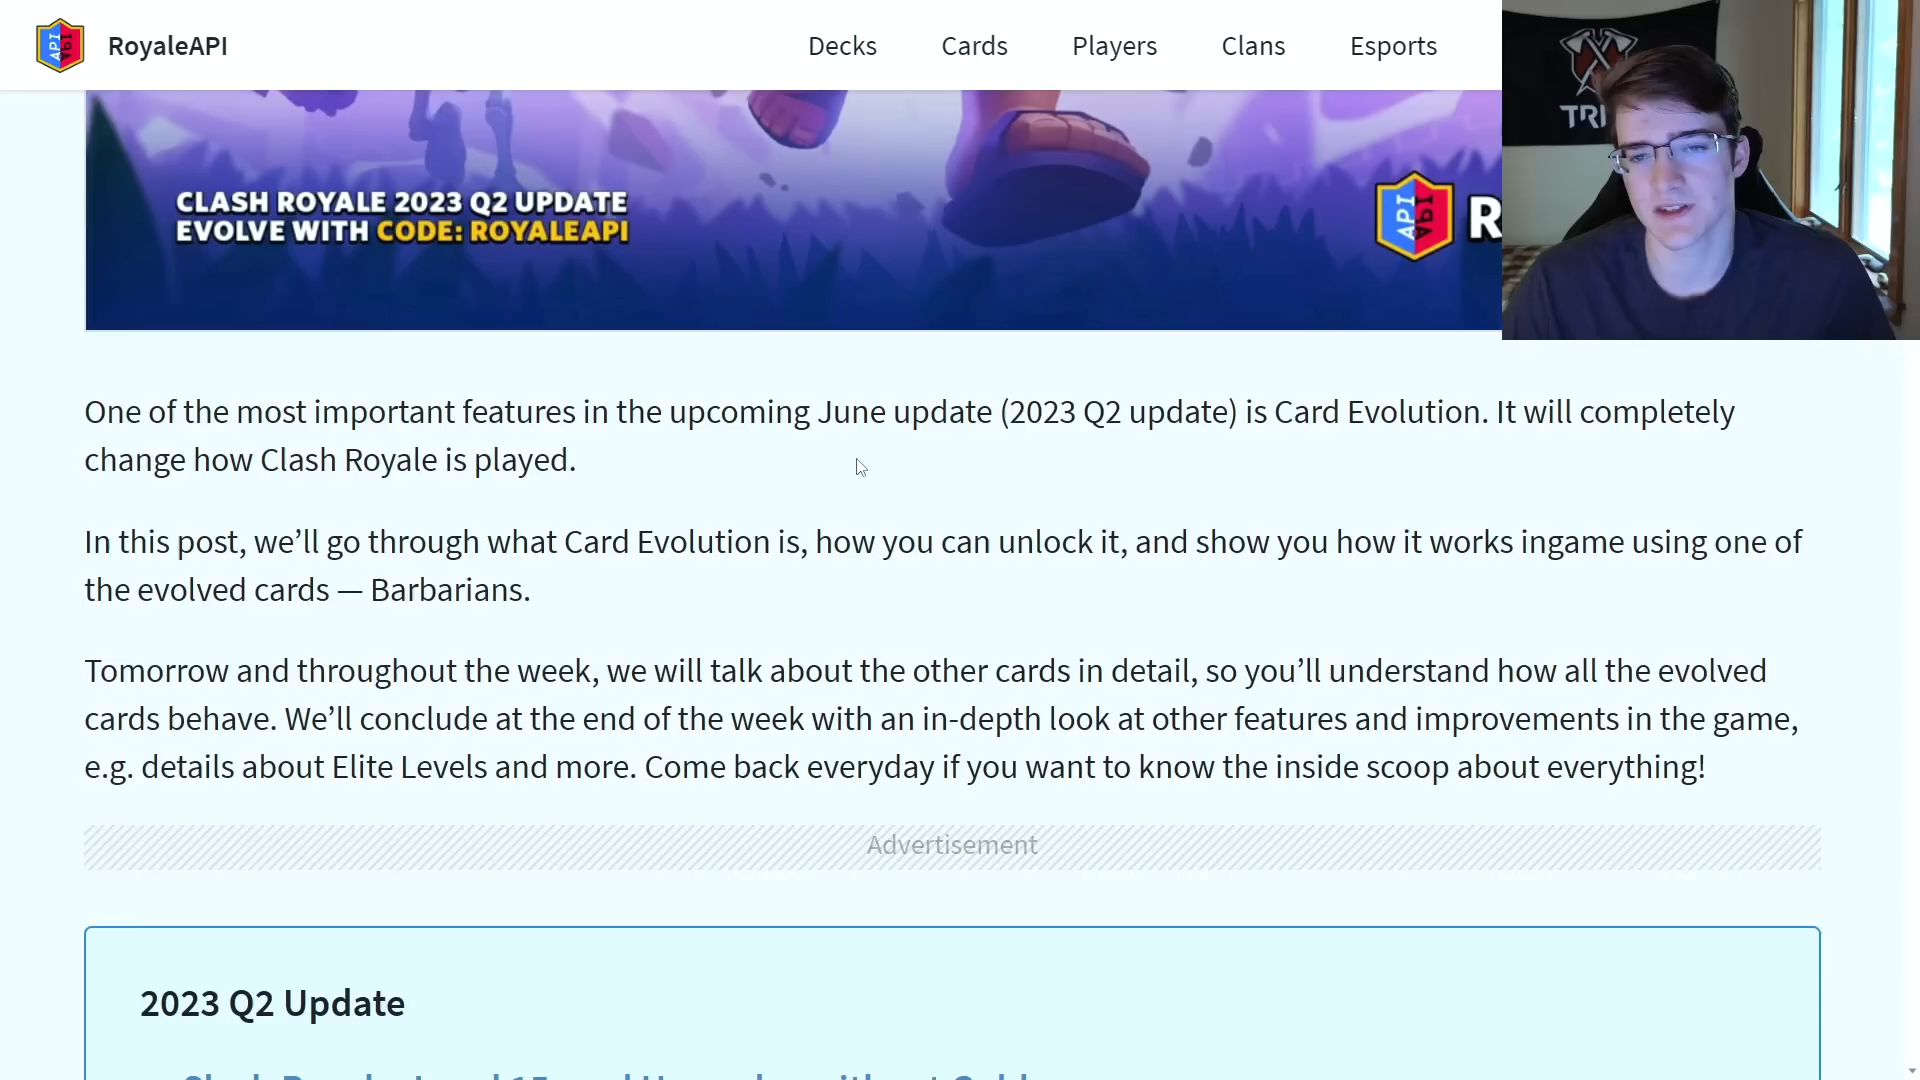 RoyaleAPI
Decks Cards Players Clans Esports
TRI
CLASH ROYALE 2023 Q2 UPDATE
EVOLVE WITH CODE: ROYALEAPI
API
R
One of the most important features in the upcoming June update (2023 Q2 update) is Card Evolution. It will completely
change how Clash Royale is played.
In this post, we’ll go through what Card Evolution is, how you can unlock it, and show you how it works ingame using one of
the evolved cards — Barbarians.
Tomorrow and throughout the week, we will talk about the other cards in detail, so you’ll understand how all the evolved
cards behave. We’ll conclude at the end of the week with an in-depth look at other features and improvements in the game,
e.g. details about Elite Levels and more. Come back everyday if you want to know the inside scoop about everything!
Advertisement
2023 Q2 Update